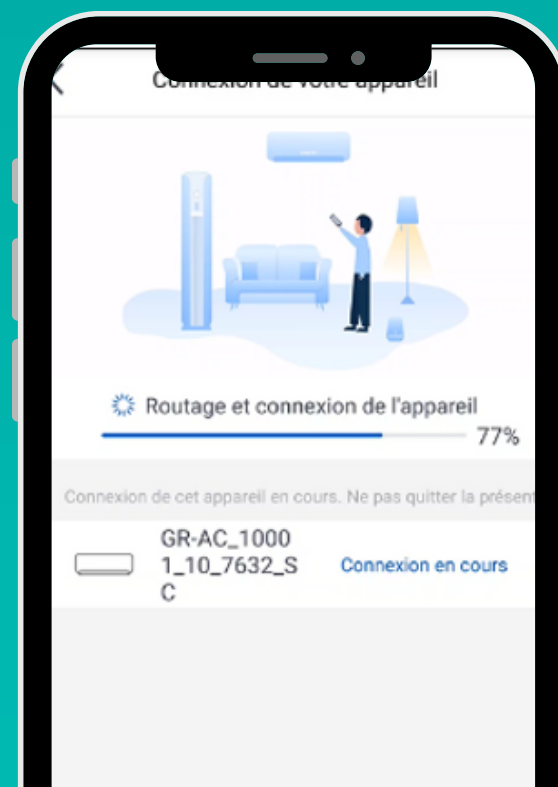 Connexion de votre appareil
Routage et connexion de l'appareil
77%
Connexion de cet appareil en cours. Ne pas quitter la présent
GR-AC_1000
1_10_7632_S
C
Connexion en cours